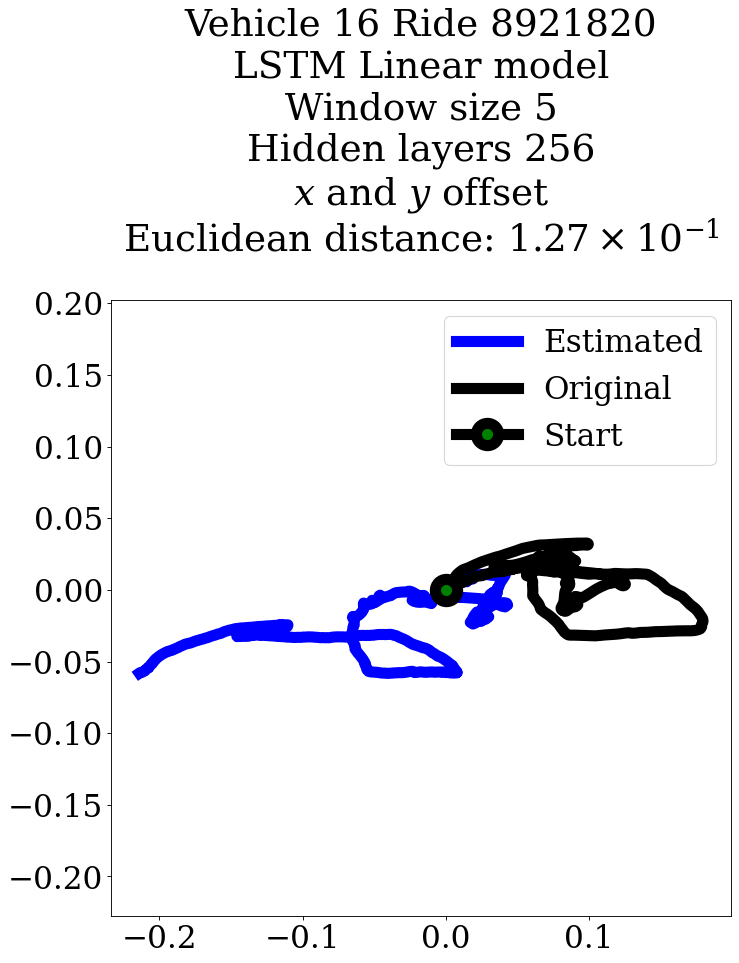 Vehicle 16 Ride 8921820
LSTM Linear model
Window size 5
Hidden layers 256
x and y offset
Euclidean distance: 1.27 × 10⁻¹
0.20
0.15
0.10
0.05
0.00
−0.05
−0.10
−0.15
−0.20
Estimated
Original
Start
−0.2 −0.1 0.0 0.1